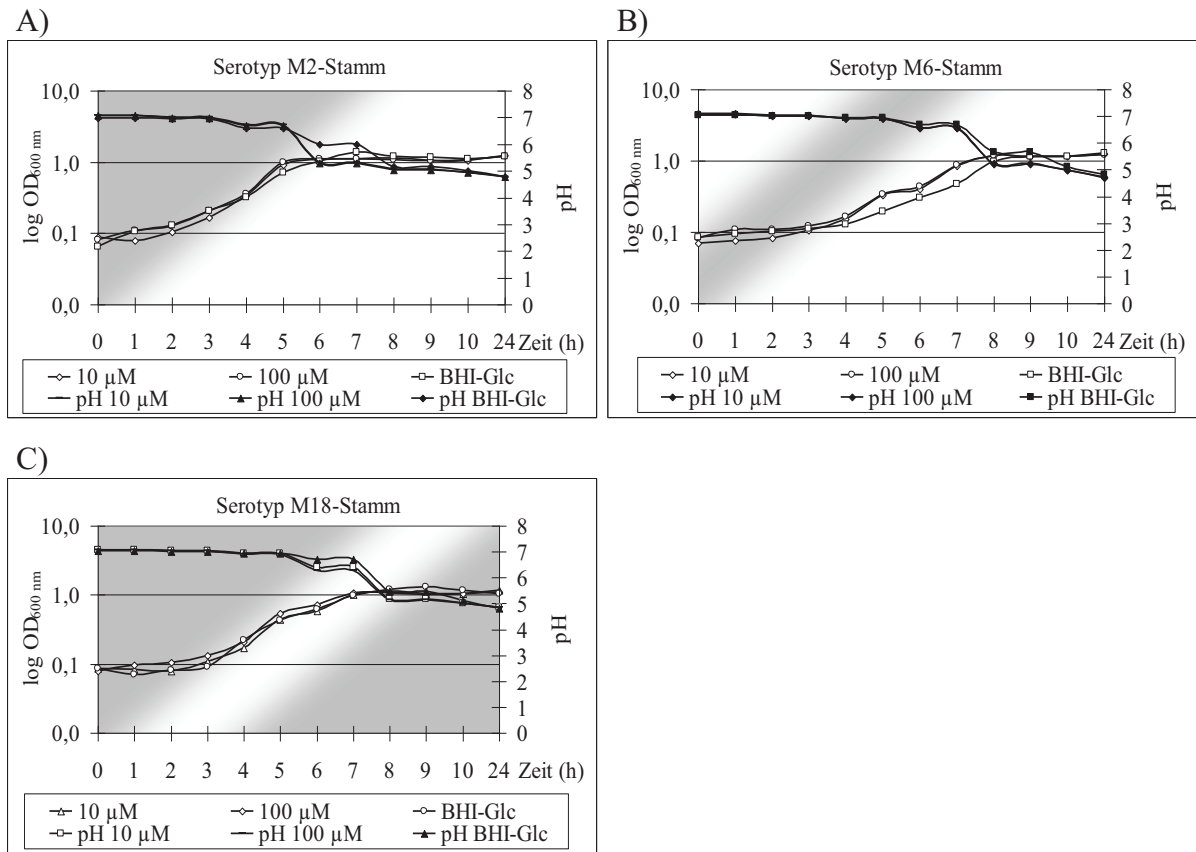 A)
Serotyp M2-Stamm
log OD600 nm
10,0
1,0
0,1
0,0
8
7
6
5
4
3
2
1
0
pH
0 1 2 3 4 5 6 7 8 9 10 24 Zeit (h)
10 µM 100 µM BHI-Glc
pH 10 µM pH 100 µM pH BHI-Glc
B)
Serotyp M6-Stamm
log OD600 nm
10,0
1,0
0,1
0,0
8
7
6
5
4
3
2
1
0
pH
0 1 2 3 4 5 6 7 8 9 10 24 Zeit (h)
10 µM 100 µM BHI-Glc
pH 10 µM pH 100 µM pH BHI-Glc
C)
Serotyp M18-Stamm
log OD600 nm
10,0
1,0
0,1
0,0
8
7
6
5
4
3
2
1
0
pH
0 1 2 3 4 5 6 7 8 9 10 24 Zeit (h)
10 µM 100 µM BHI-Glc
pH 10 µM pH 100 µM pH BHI-Glc